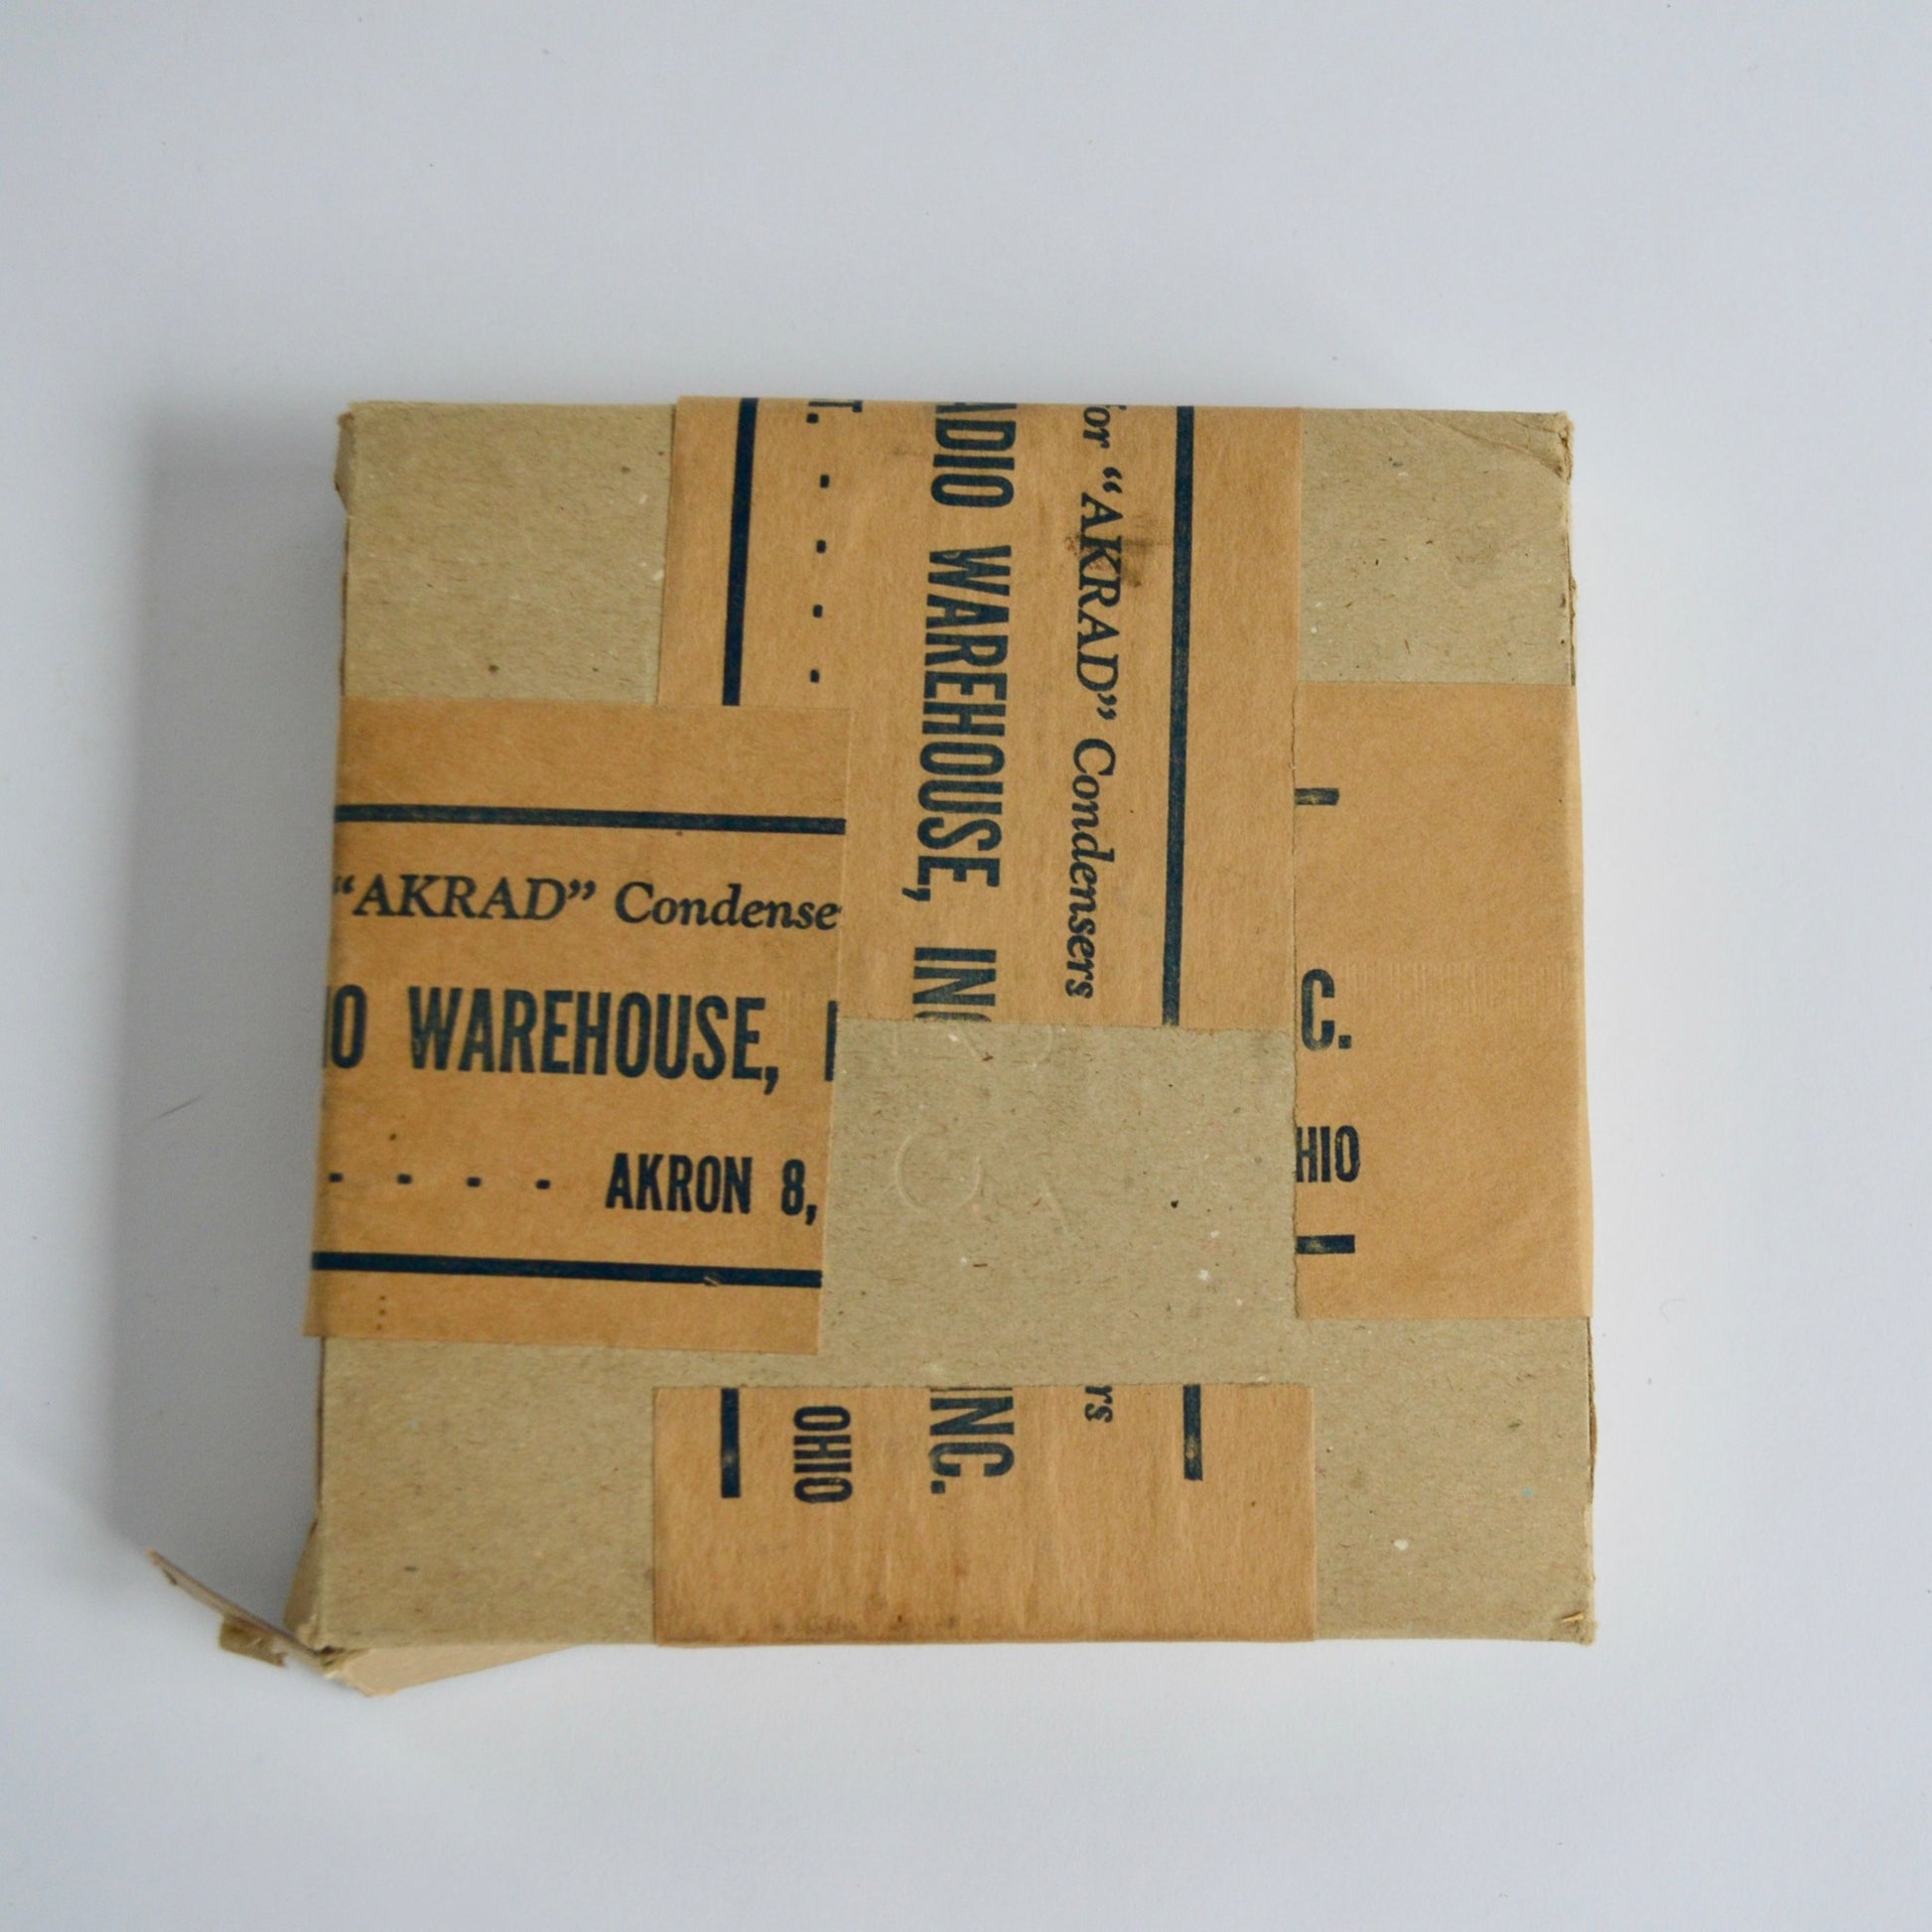 or "AKRAD" Condensers
ADIO WAREHOUSE, INC
T. - - - -
"AKRAD" Condense
IO WAREHOUSE, I
- - - - AKRON 8,
C.
HIO
rs
INC.
OHIO